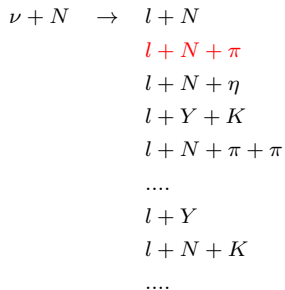 ν + N → l + N
l + N + π
l + N + η
l + Y + K
l + N + π + π
....
l + Y
l + N + K
....